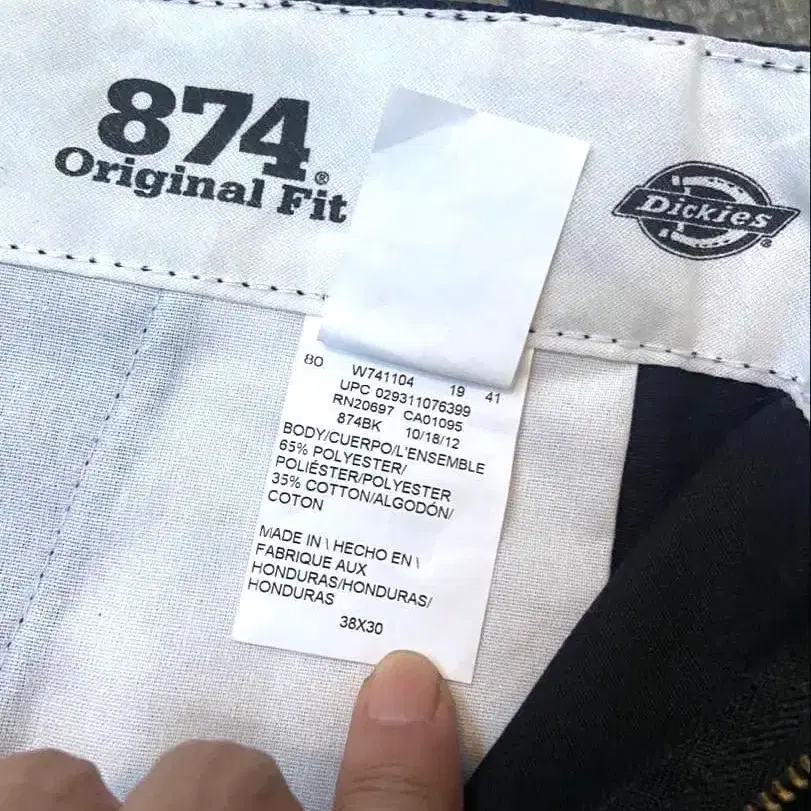 874
Original Fit®
Dickies®
80 W741104 19 41
UPC 029311076399
RN20697 CA01095
874BK 10/18/12
BODY/CUERPO/L'ENSEMBLE
65% POLYESTER/
POLIÉSTER/POLYESTER
35% COTTON/ALGODÓN/
COTON
MADE IN \ HECHO EN \
FABRIQUE AUX
HONDURAS/HONDURAS/
HONDURAS
38X30